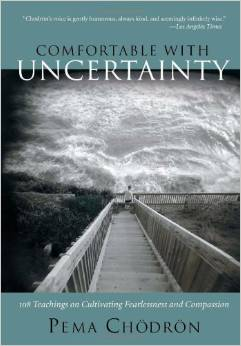 "Chödrön's voice is gently humorous, always kind, and seemingly infinitely wise."
—Los Angeles Times
COMFORTABLE WITH
UNCERTAINTY
108 Teachings on Cultivating Fearlessness and Compassion
PEMA CHÖDRÖN